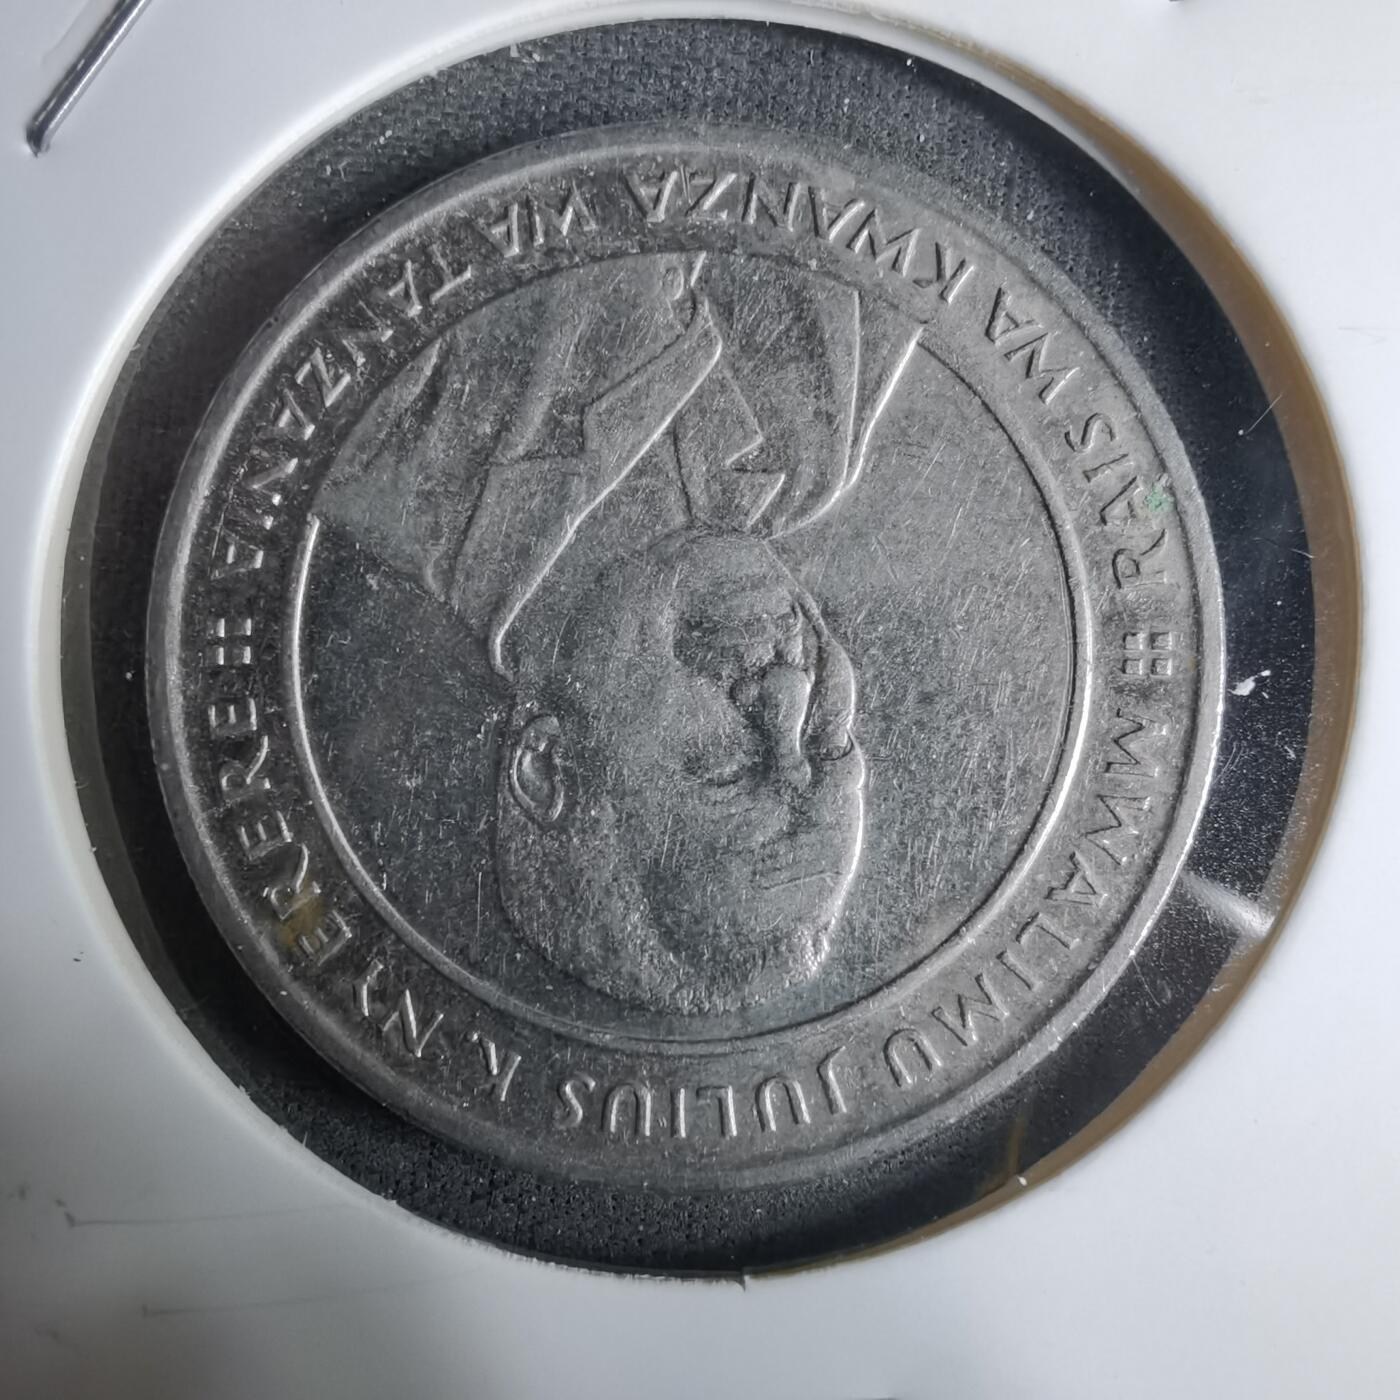 RAIS WA KWANZA WA TANZANIA
MWALIMU JULIUS K. NYERERE